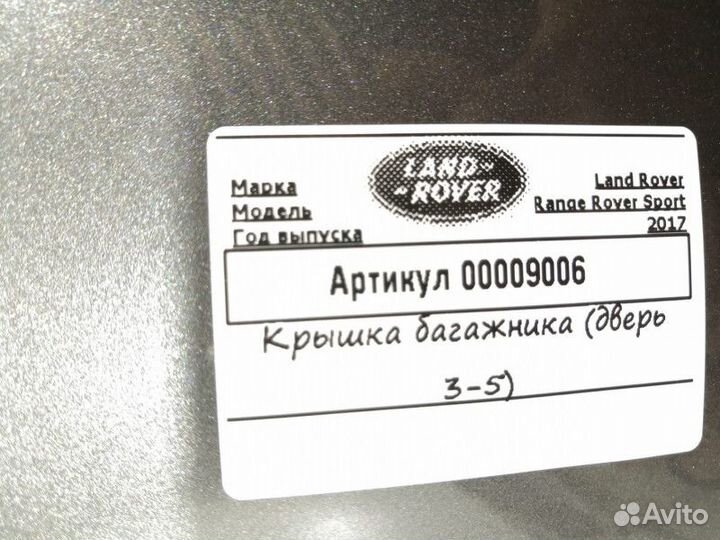 LAND-
-ROVER
Марка Land Rover
Модель Range Rover Sport
Год выпуска 2017
Артикул 00009006
Крышка багажника (дверь
3-5)
Avito